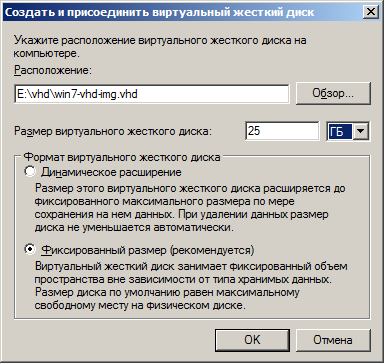 Создать и присоединить виртуальный жесткий диск
Укажите расположение виртуального жесткого диска на
компьютере.
Расположение:
E:\vhd\win7-vhd-img.vhd
Обзор...
Размер виртуального жесткого диска:
25
ГБ
Формат виртуального жесткого диска
Динамическое расширение
Размер этого виртуального жесткого диска расширяется до
фиксированного максимального размера по мере
сохранения на нем данных. При удалении данных размер
диска не уменьшается автоматически.
Фиксированный размер (рекомендуется)
Виртуальный жесткий диск занимает фиксированный объем
пространства вне зависимости от типа хранимых данных.
Размер диска по умолчанию равен максимальному
свободному месту на физическом диске.
ОК
Отмена